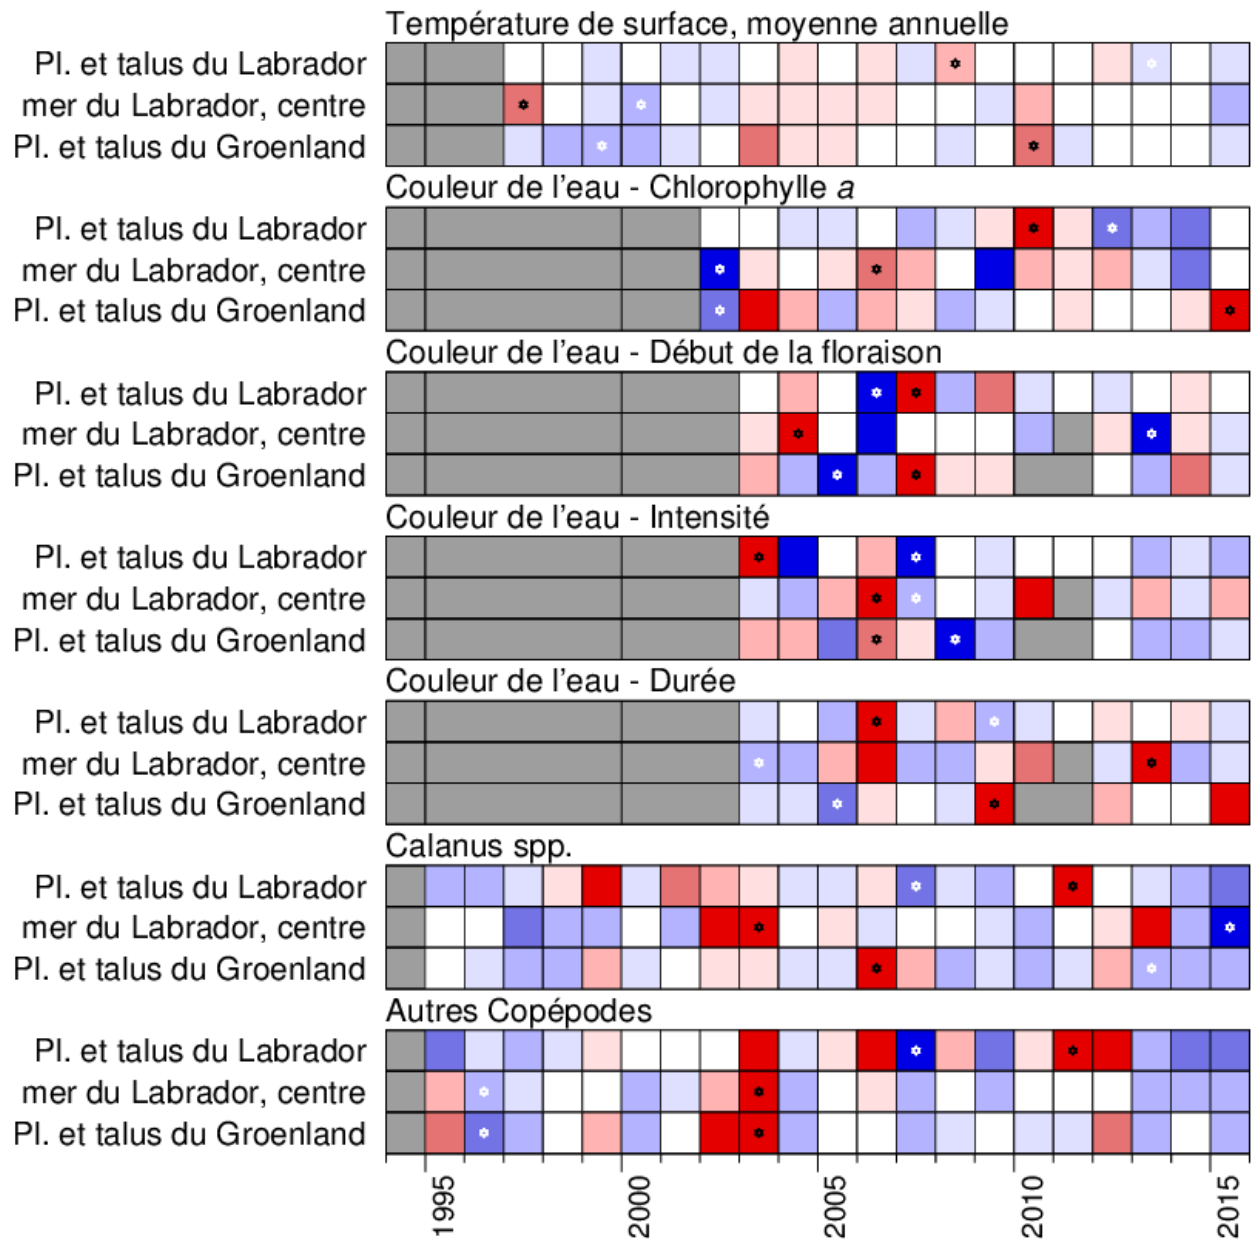 Température de surface, moyenne annuelle
Pl. et talus du Labrador
mer du Labrador, centre
Pl. et talus du Groenland
Couleur de l'eau - Chlorophylle a
Pl. et talus du Labrador
mer du Labrador, centre
Pl. et talus du Groenland
Couleur de l'eau - Début de la floraison
Pl. et talus du Labrador
mer du Labrador, centre
Pl. et talus du Groenland
Couleur de l'eau - Intensité
Pl. et talus du Labrador
mer du Labrador, centre
Pl. et talus du Groenland
Couleur de l'eau - Durée
Pl. et talus du Labrador
mer du Labrador, centre
Pl. et talus du Groenland
Calanus spp.
Pl. et talus du Labrador
mer du Labrador, centre
Pl. et talus du Groenland
Autres Copépodes
Pl. et talus du Labrador
mer du Labrador, centre
Pl. et talus du Groenland
1995 2000 2005 2010 2015